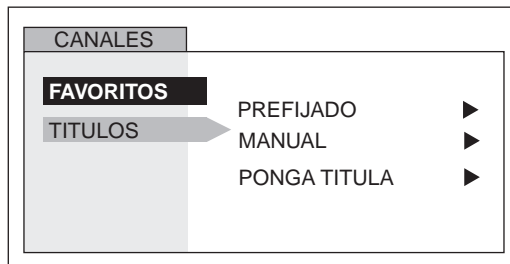 CANALES
FAVORITOS
TITULOS
PREFIJADO
MANUAL
PONGA TITULA